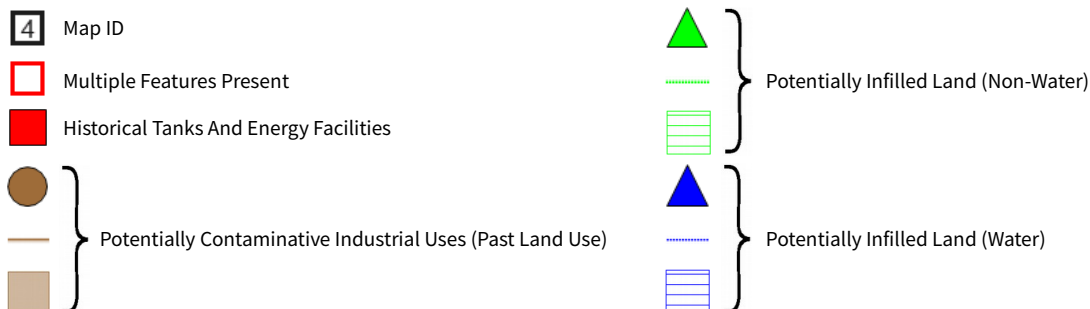 4 Map ID
Multiple Features Present
Historical Tanks And Energy Facilities
Potentially Contaminative Industrial Uses (Past Land Use)
Potentially Infilled Land (Non-Water)
Potentially Infilled Land (Water)